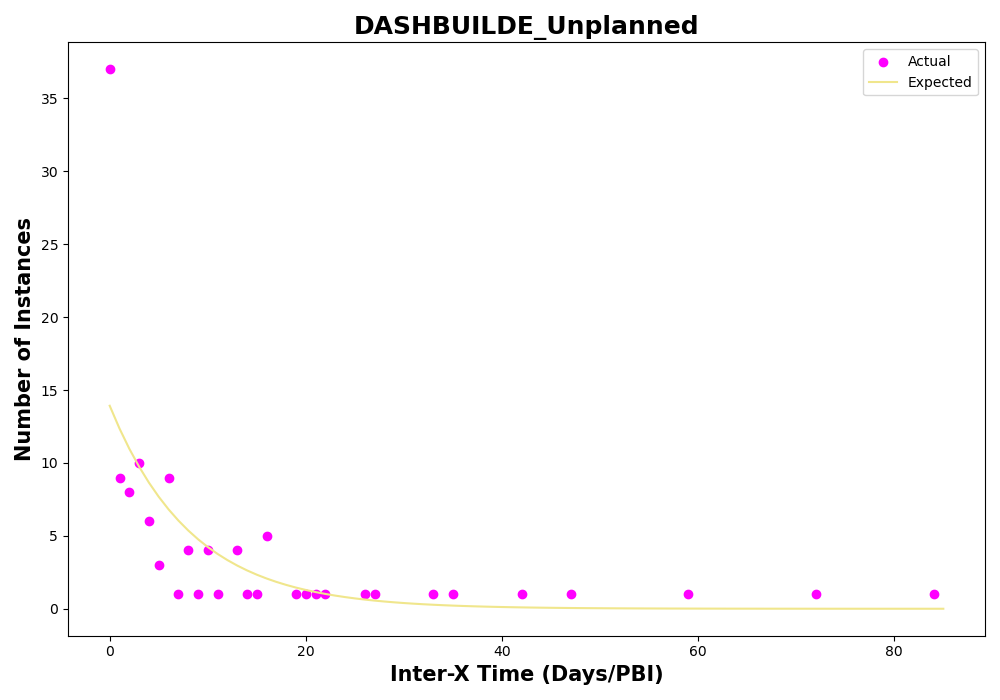 DASHBUILDE_Unplanned
Actual
Expected
Number of Instances
35
30
25
20
15
10
5
0
0 20 40 60 80
Inter-X Time (Days/PBI)